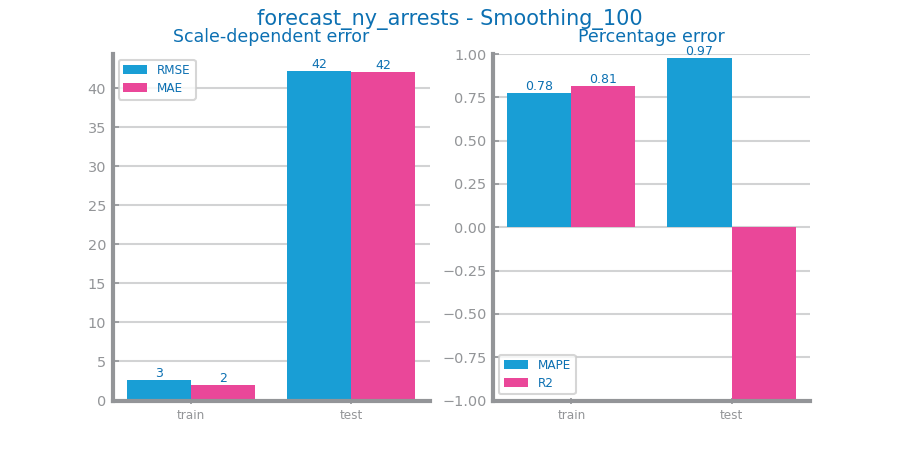 forecast_ny_arrests - Smoothing_100
Scale-dependent error
RMSE
MAE
40
35
30
25
20
15
10
5
0
3
2
42
42
train
test
Percentage error
1.00
0.75
0.50
0.25
0.00
−0.25
−0.50
−0.75
−1.00
0.78
0.81
0.97
MAPE
R2
train
test